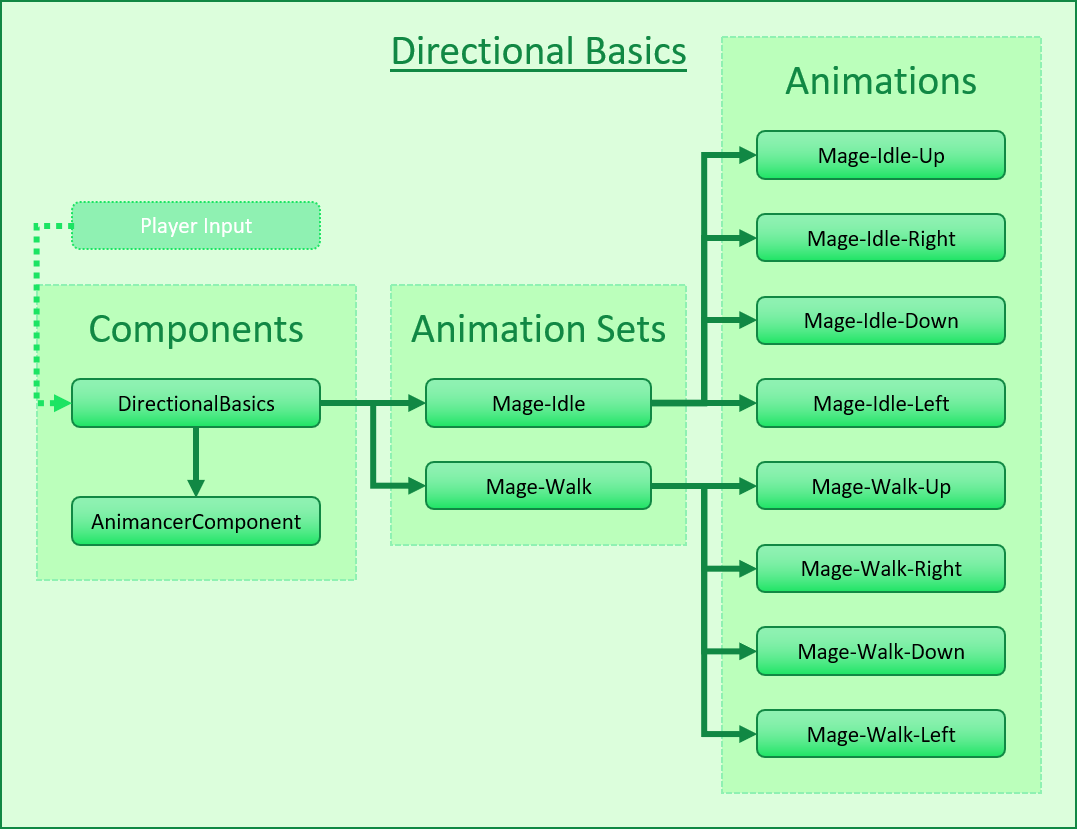 Directional Basics
Player Input
Components
DirectionalBasics
AnimancerComponent
Animation Sets
Mage-Idle
Mage-Walk
Animations
Mage-Idle-Up
Mage-Idle-Right
Mage-Idle-Down
Mage-Idle-Left
Mage-Walk-Up
Mage-Walk-Right
Mage-Walk-Down
Mage-Walk-Left